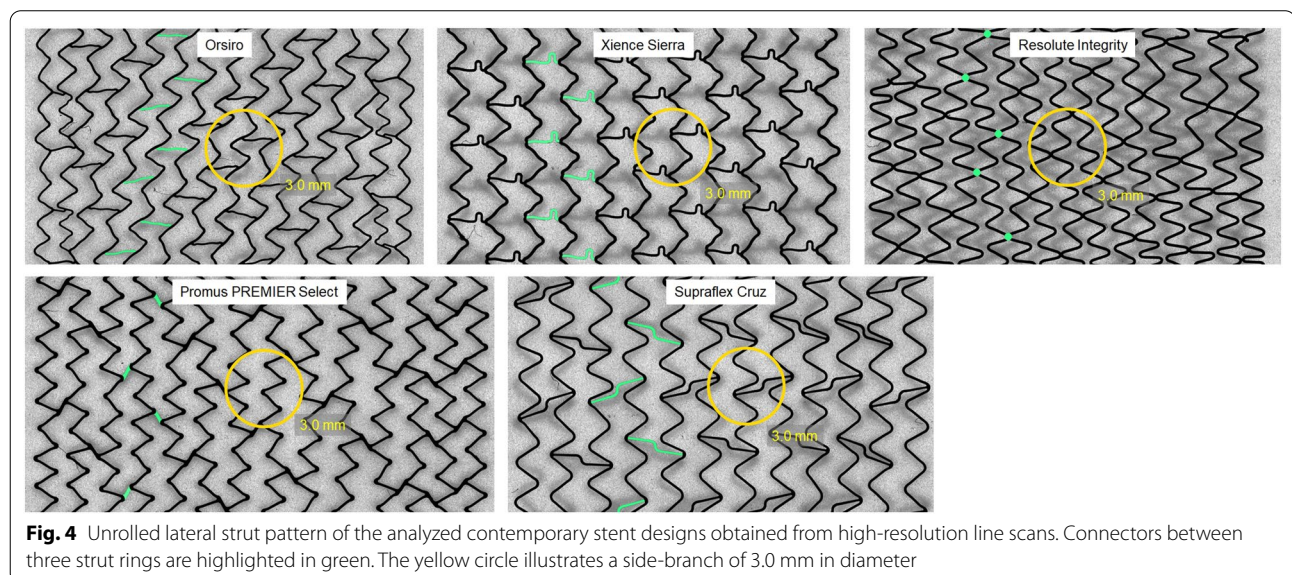 Orsiro
Xience Sierra
Resolute Integrity
3.0 mm
3.0 mm
3.0 mm
Promus PREMIER Select
Supraflex Cruz
3.0 mm
3.0 mm
Fig. 4 Unrolled lateral strut pattern of the analyzed contemporary stent designs obtained from high-resolution line scans. Connectors between
three strut rings are highlighted in green. The yellow circle illustrates a side-branch of 3.0 mm in diameter